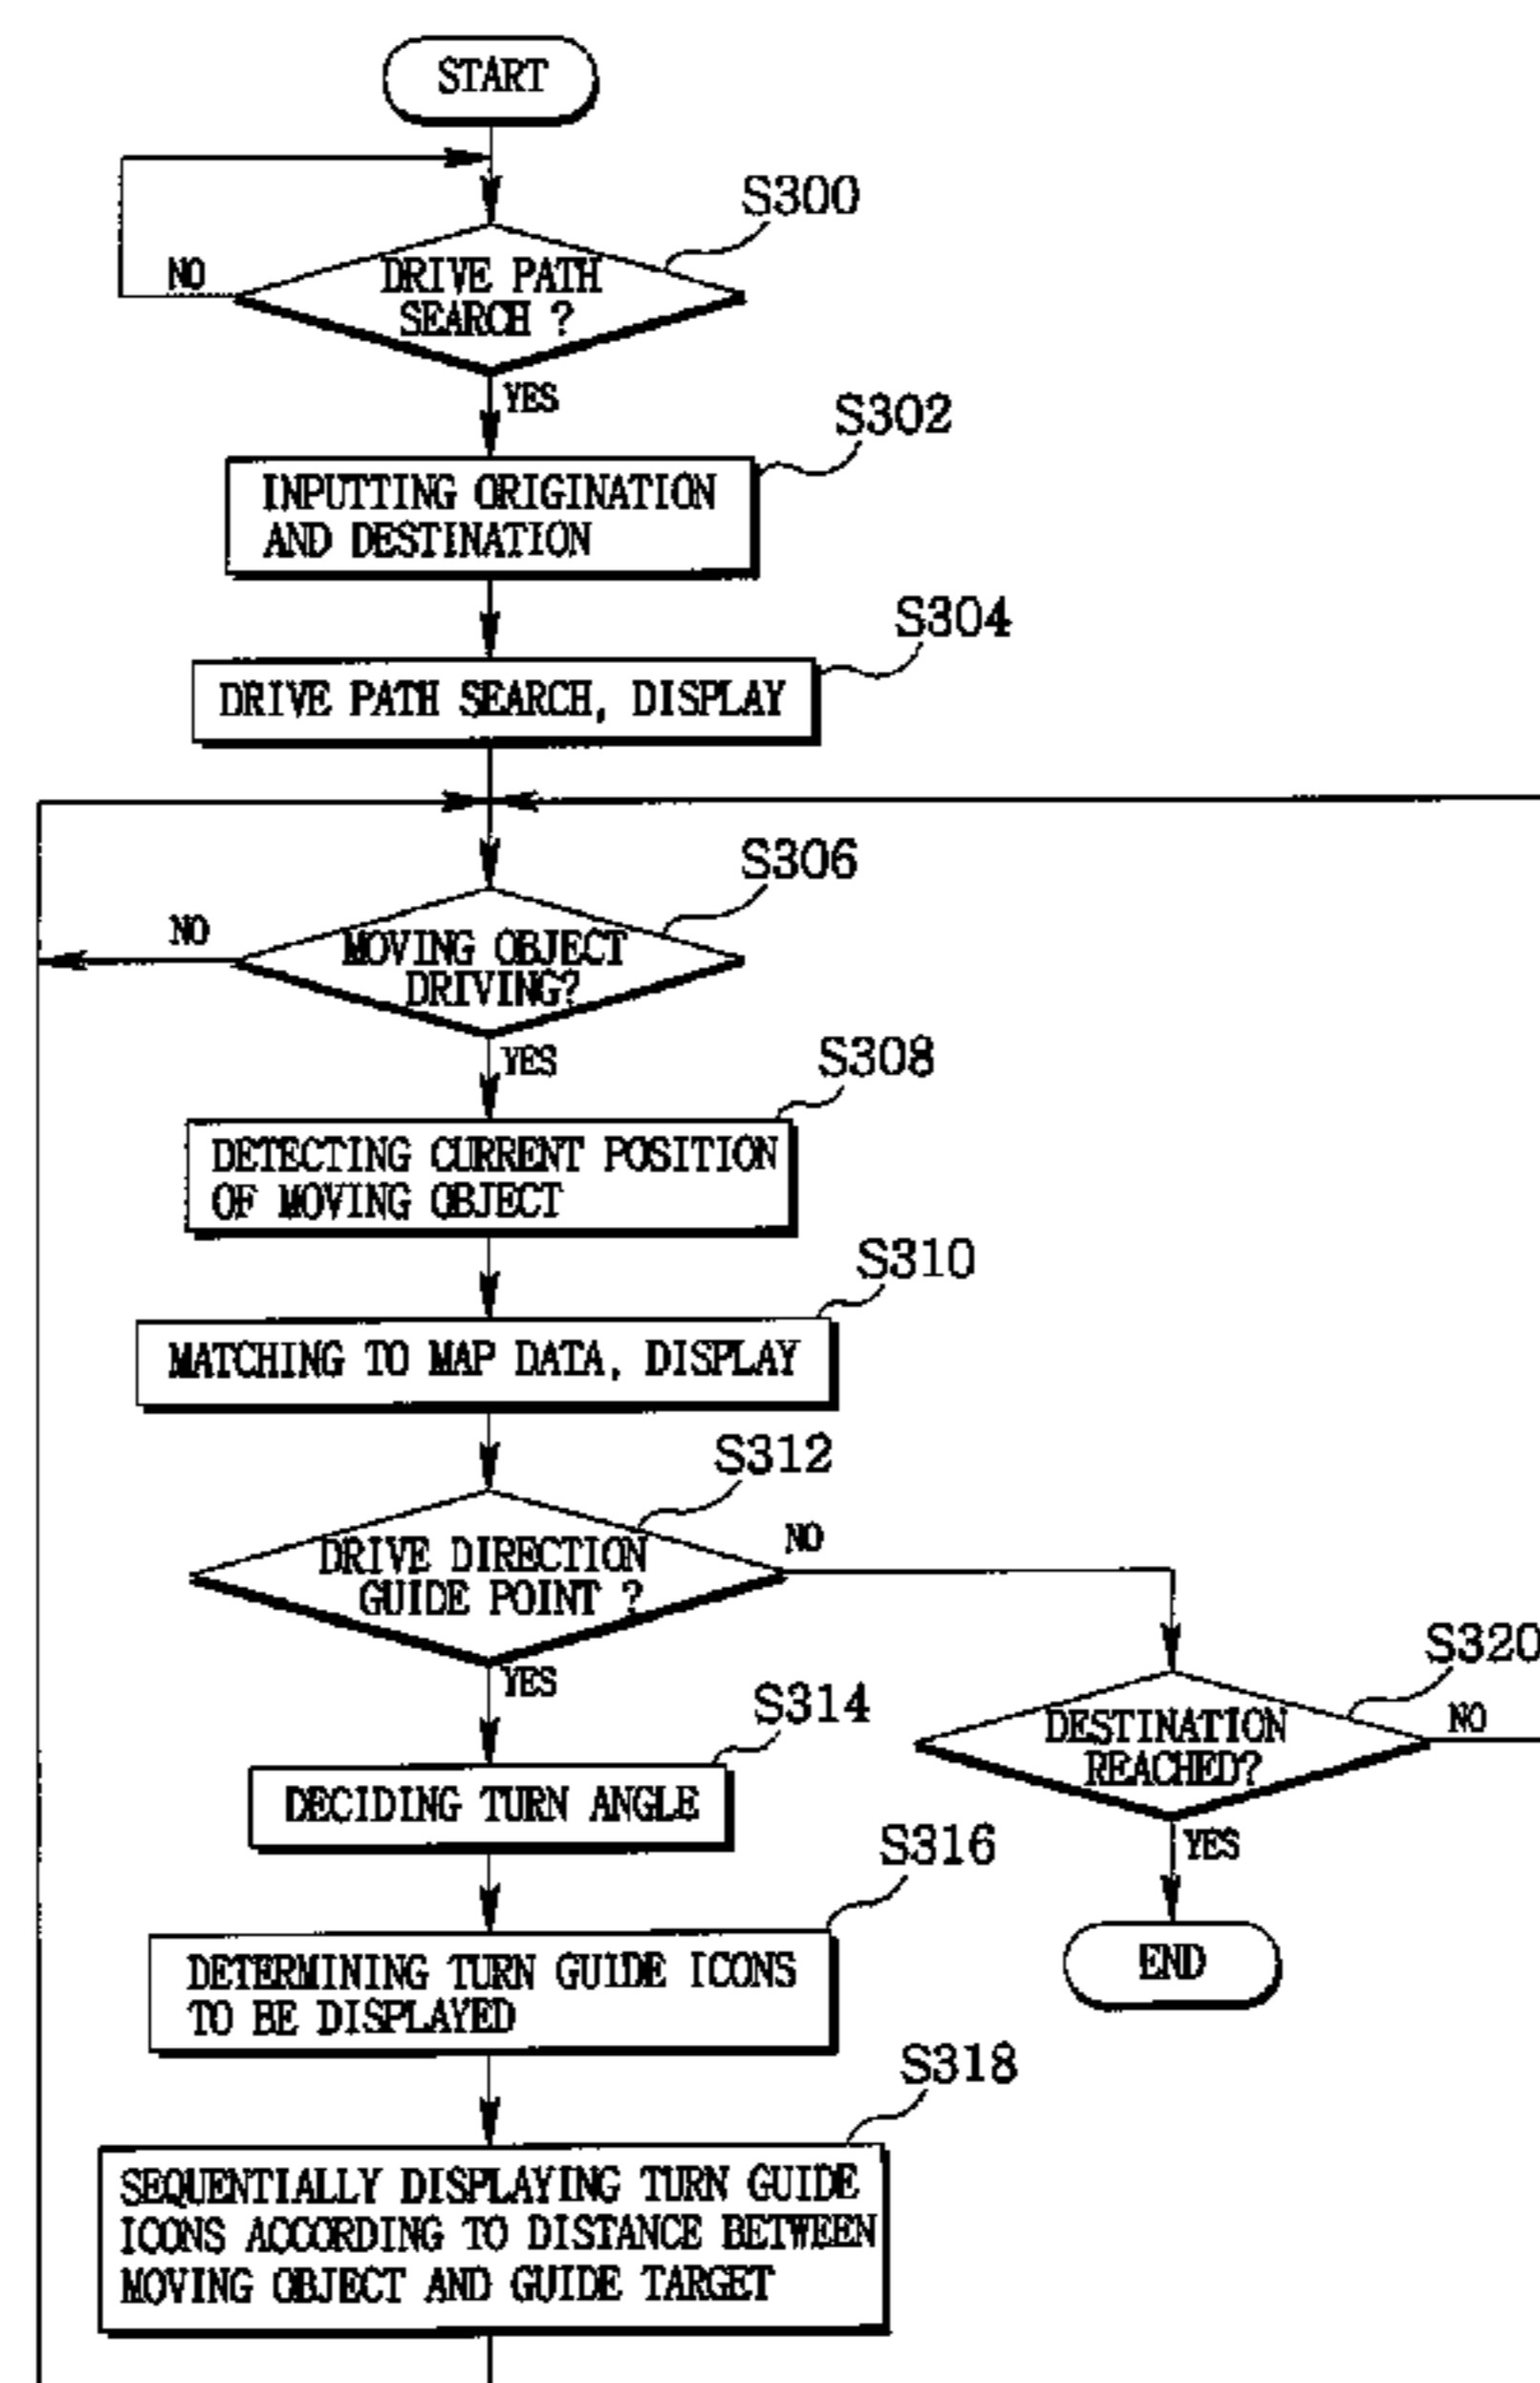 START
S300
NO
DRIVE PATH
SEARCH ?
YES
S302
INPUTTING ORIGINATION
AND DESTINATION
S304
DRIVE PATH SEARCH, DISPLAY
S306
NO
MOVING OBJECT
DRIVING?
YES
S308
DETECTING CURRENT POSITION
OF MOVING OBJECT
S310
MATCHING TO MAP DATA, DISPLAY
S312
NO
DRIVE DIRECTION
GUIDE POINT ?
YES
S320
DESTINATION
REACHED?
NO
YES
END
S314
DECIDING TURN ANGLE
S316
DETERMINING TURN GUIDE ICONS
TO BE DISPLAYED
S318
SEQUENTIALLY DISPLAYING TURN GUIDE
ICONS ACCORDING TO DISTANCE BETWEEN
MOVING OBJECT AND GUIDE TARGET